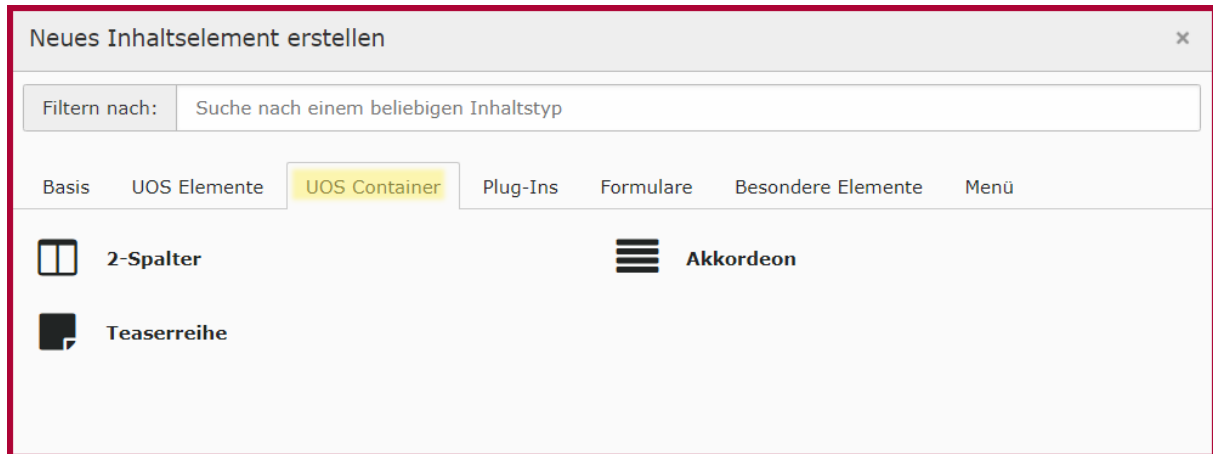 Neues Inhaltselement erstellen ×
Filtern nach: Suche nach einem beliebigen Inhaltstyp
Basis UOS Elemente UOS Container Plug-Ins Formulare Besondere Elemente Menü
2-Spalter Akkordeon
Teaserreihe